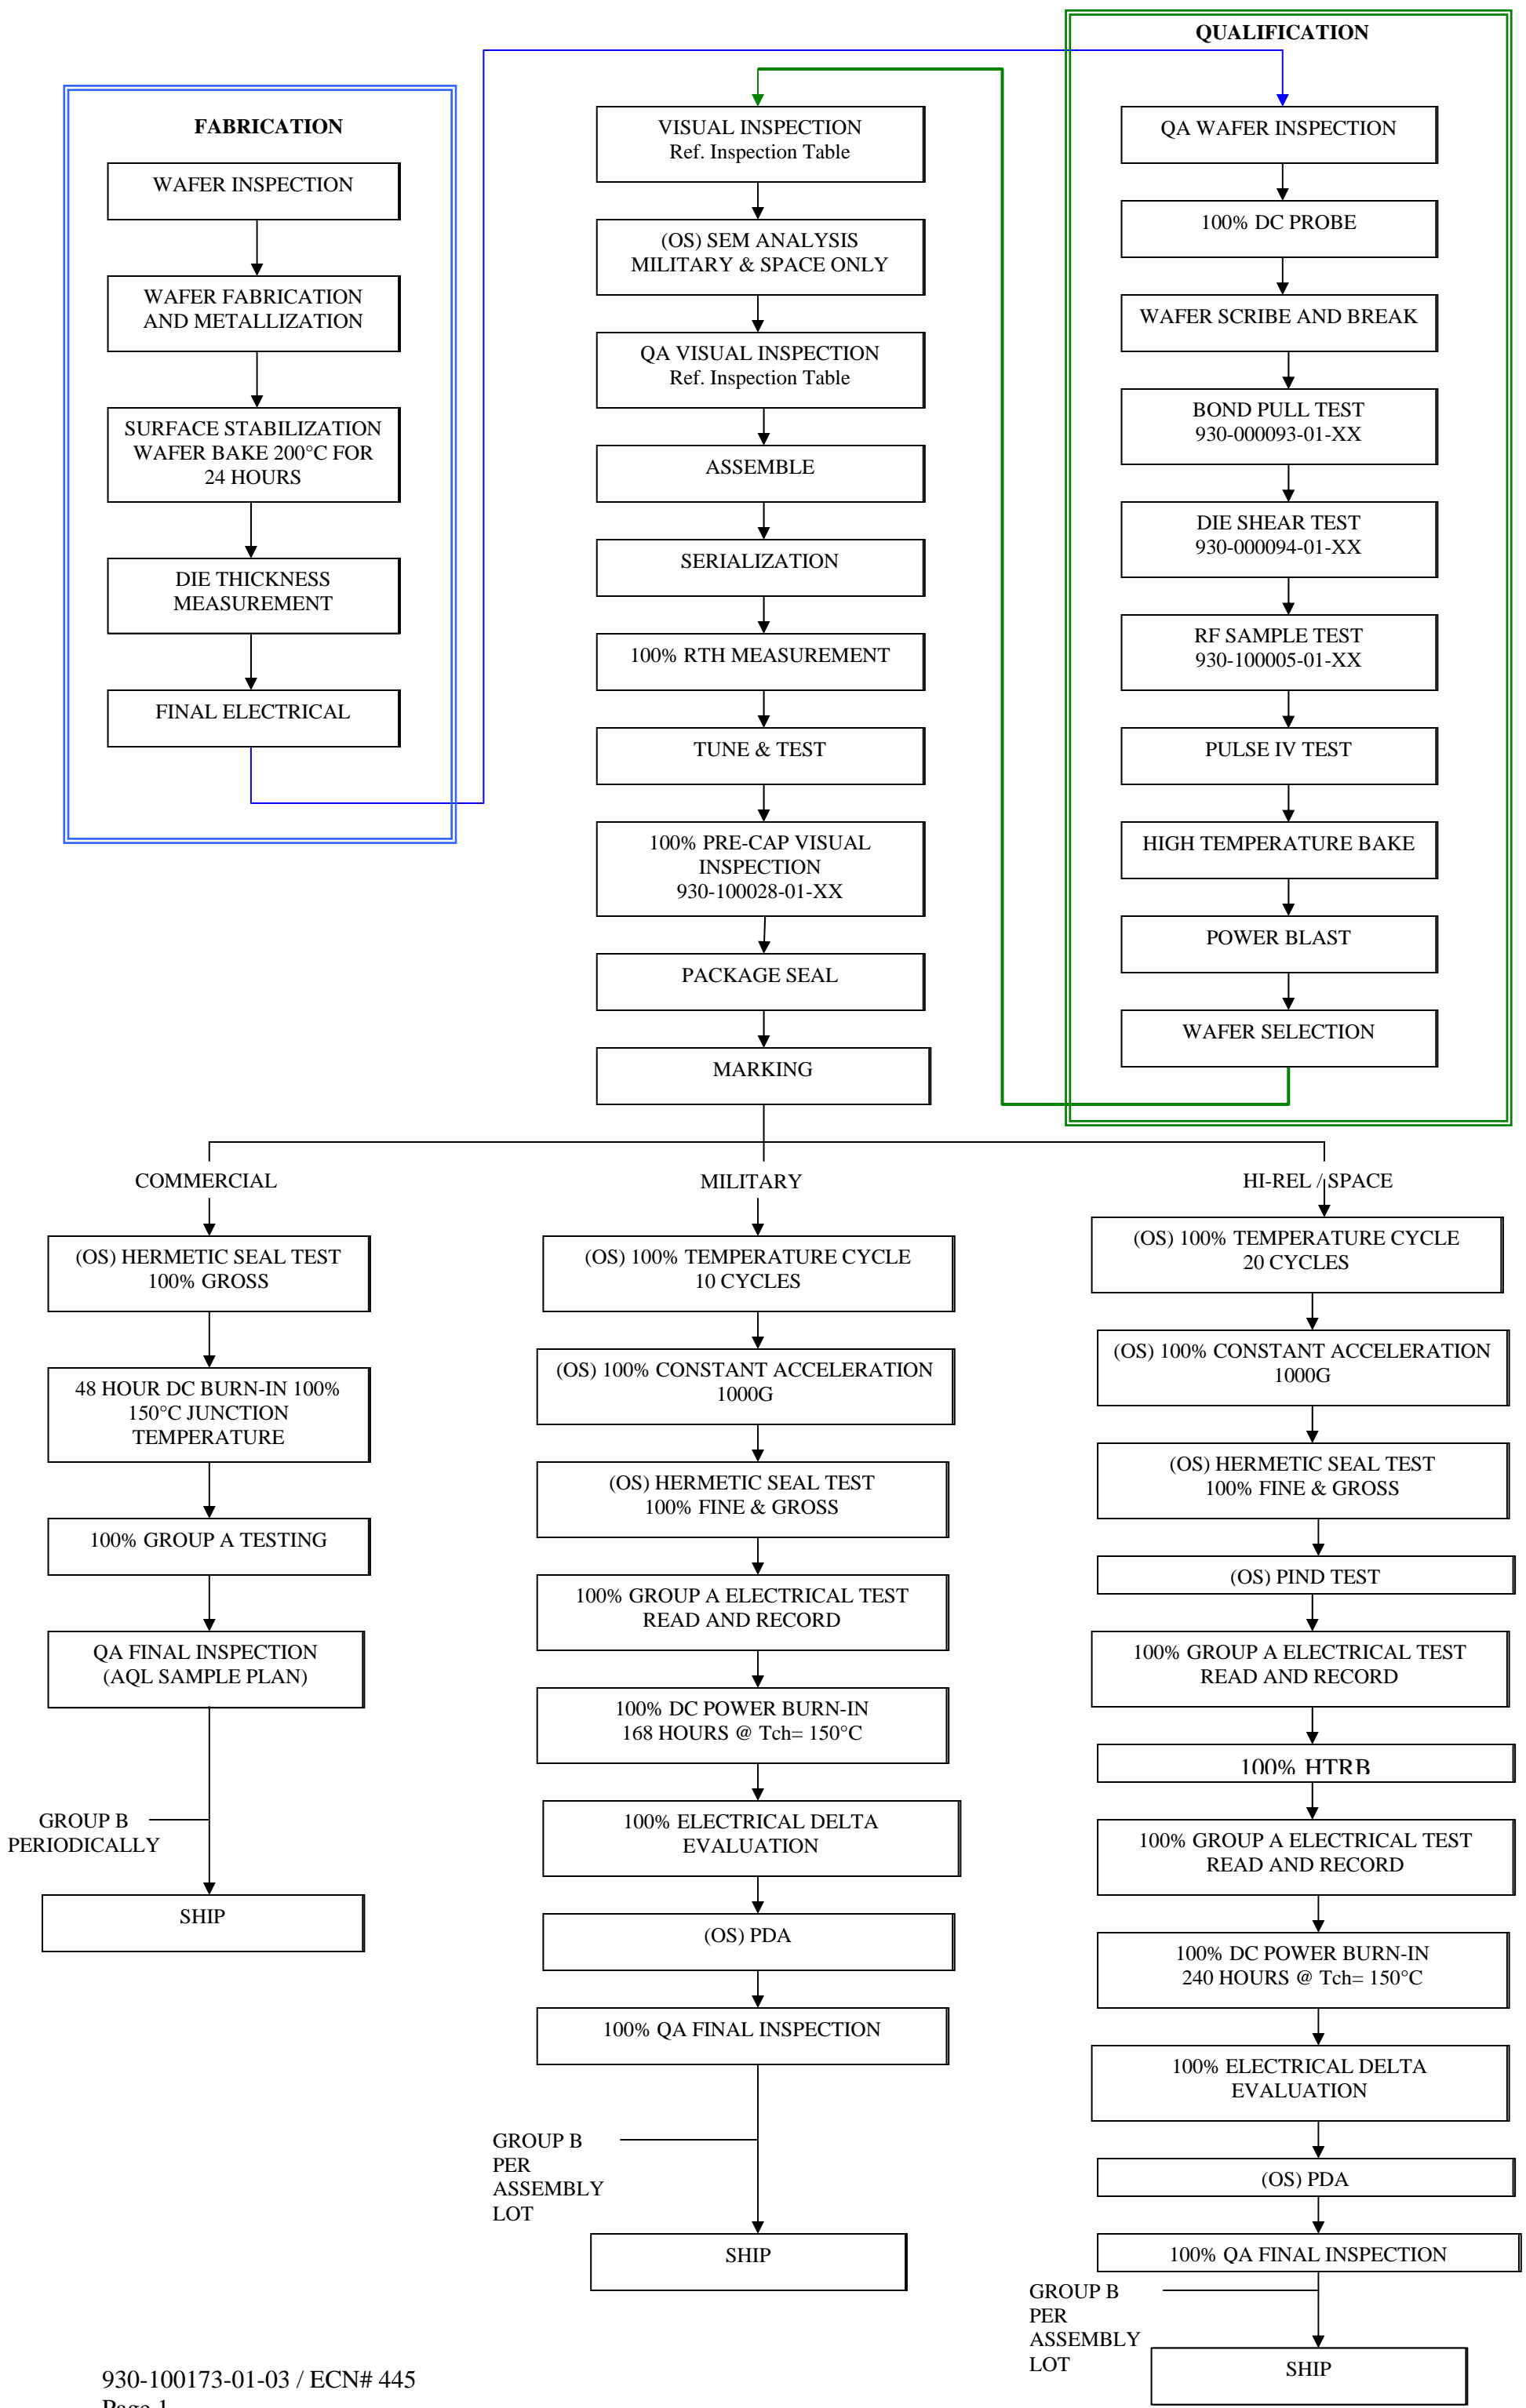 FABRICATION
WAFER INSPECTION
WAFER FABRICATION
AND METALLIZATION
SURFACE STABILIZATION
WAFER BAKE 200°C FOR
24 HOURS
DIE THICKNESS
MEASUREMENT
FINAL ELECTRICAL
QUALIFICATION
QA WAFER INSPECTION
100% DC PROBE
WAFER SCRIBE AND BREAK
BOND PULL TEST
930-000093-01-XX
DIE SHEAR TEST
930-000094-01-XX
RF SAMPLE TEST
930-100005-01-XX
PULSE IV TEST
HIGH TEMPERATURE BAKE
POWER BLAST
WAFER SELECTION
VISUAL INSPECTION
Ref. Inspection Table
(OS) SEM ANALYSIS
MILITARY & SPACE ONLY
QA VISUAL INSPECTION
Ref. Inspection Table
ASSEMBLE
SERIALIZATION
100% RTH MEASUREMENT
TUNE & TEST
100% PRE-CAP VISUAL
INSPECTION
930-100028-01-XX
PACKAGE SEAL
MARKING
COMMERCIAL
(OS) HERMETIC SEAL TEST
100% GROSS
48 HOUR DC BURN-IN 100%
150°C JUNCTION
TEMPERATURE
100% GROUP A TESTING
QA FINAL INSPECTION
(AQL SAMPLE PLAN)
GROUP B
PERIODICALLY
SHIP
MILITARY
(OS) 100% TEMPERATURE CYCLE
10 CYCLES
(OS) 100% CONSTANT ACCELERATION
1000G
(OS) HERMETIC SEAL TEST
100% FINE & GROSS
100% GROUP A ELECTRICAL TEST
READ AND RECORD
100% DC POWER BURN-IN
168 HOURS @ Tch= 150°C
100% ELECTRICAL DELTA
EVALUATION
(OS) PDA
100% QA FINAL INSPECTION
GROUP B
PER
ASSEMBLY
LOT
SHIP
HI-REL / SPACE
(OS) 100% TEMPERATURE CYCLE
20 CYCLES
(OS) 100% CONSTANT ACCELERATION
1000G
(OS) HERMETIC SEAL TEST
100% FINE & GROSS
(OS) PIND TEST
100% GROUP A ELECTRICAL TEST
READ AND RECORD
100% HTRB
100% GROUP A ELECTRICAL TEST
READ AND RECORD
100% DC POWER BURN-IN
240 HOURS @ Tch= 150°C
100% ELECTRICAL DELTA
EVALUATION
(OS) PDA
100% QA FINAL INSPECTION
GROUP B
PER
ASSEMBLY
LOT
SHIP
930-100173-01-03 / ECN# 445
Page 1